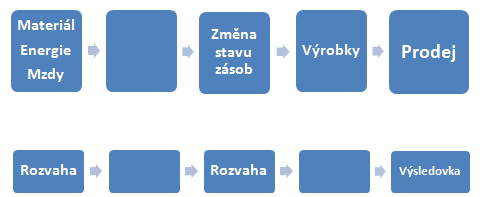 Materiál
Energie
Mzdy
Změna
stavu
zásob
Výrobky
Prodej
Rozvaha
Rozvaha
Výsledovka